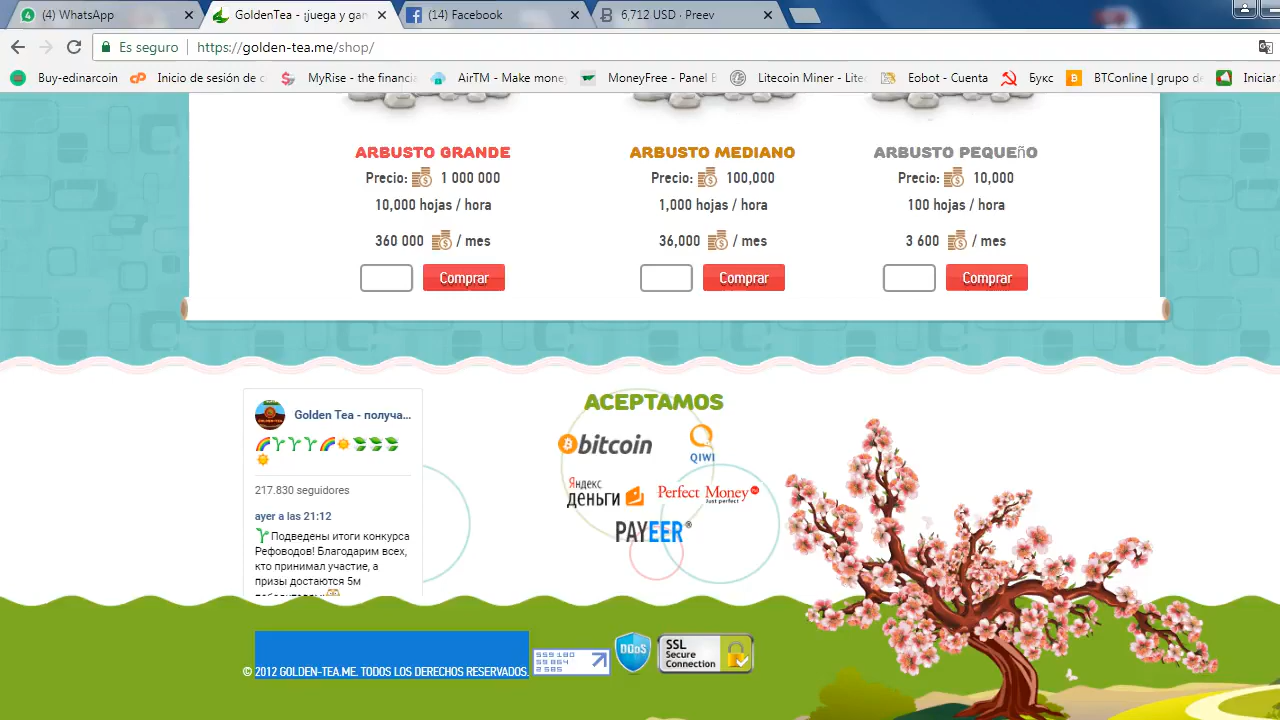 (4) WhatsApp
GoldenTea - ¡juega y gan
(14) Facebook
6,712 USD · Preev
Es seguro
https://golden-tea.me/shop/
Buy-edinarcoin
Inicio de sesión de c
MyRise - the financia
AirTM - Make money
MoneyFree - Panel B
Litecoin Miner - Lite
Eobot - Cuenta
Букс
BTConline | grupo de
Iniciar
ARBUSTO GRANDE
Precio: 1 000 000
10,000 hojas / hora
360 000 / mes
Comprar
ARBUSTO MEDIANO
Precio: 100,000
1,000 hojas / hora
36,000 / mes
Comprar
ARBUSTO PEQUEñO
Precio: 10,000
100 hojas / hora
3 600 / mes
Comprar
Golden Tea - получа...
217.830 seguidores
ayer a las 21:12
Подведены итоги конкурса
Рефоводов! Благодарим всех,
кто принимал участие, а
призы достаются 5м
ACEPTAMOS
bitcoin
QIWI
Яндекс
деньги
Perfect Money
Just perfect
PAYEER®
© 2012 GOLDEN-TEA.ME. TODOS LOS DERECHOS RESERVADOS.
DDoS
SSL
Secure
Connection